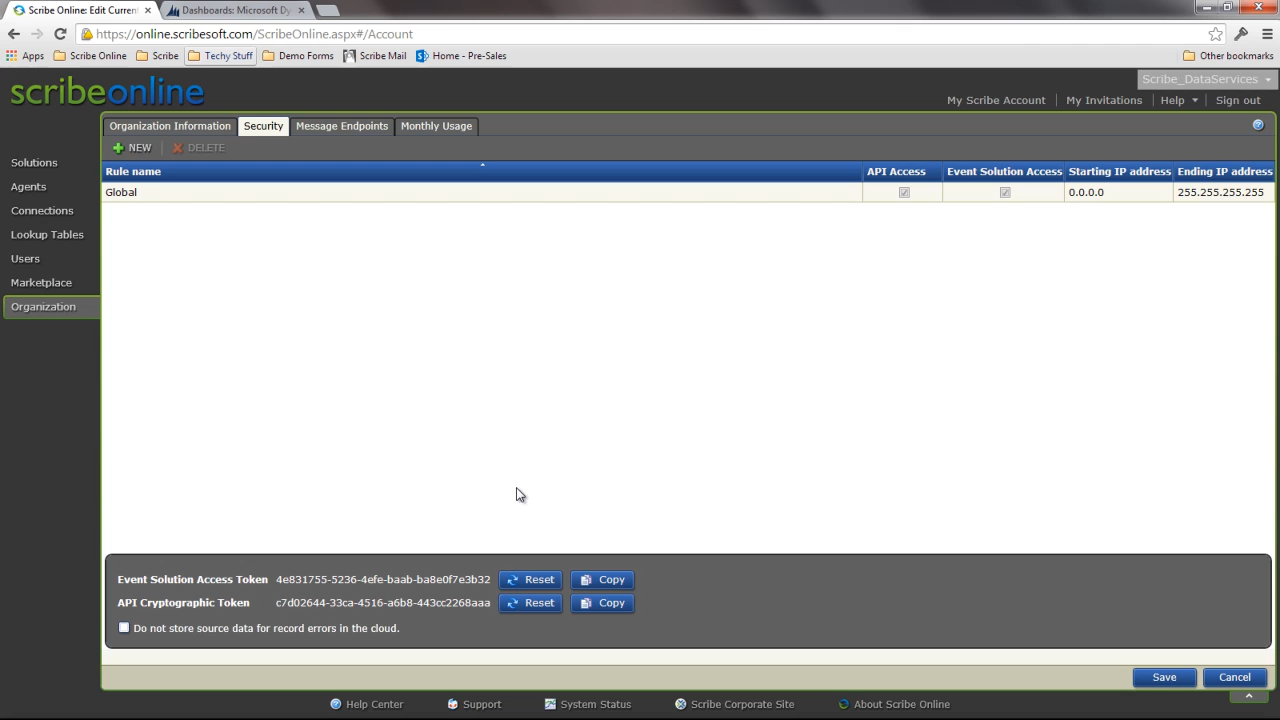 Scribe Online: Edit Curren
Dashboards: Microsoft Dy
https://online.scribesoft.com/ScribeOnline.aspx#/Account
Apps Scribe Online Scribe Techy Stuff Demo Forms Scribe Mail Home - Pre-Sales Other bookmarks
scribeonline
Scribe_DataServices
My Scribe Account My Invitations Help Sign out
Organization Information Security Message Endpoints Monthly Usage
NEW DELETE
Rule name API Access Event Solution Access Starting IP address Ending IP address
Global 0.0.0.0 255.255.255.255
Solutions
Agents
Connections
Lookup Tables
Users
Marketplace
Organization
Event Solution Access Token 4e831755-5236-4efe-baab-ba8e0f7e3b32 Reset Copy
API Cryptographic Token c7d02644-33ca-4516-a6b8-443cc2268aaa Reset Copy
Do not store source data for record errors in the cloud.
Save Cancel
Help Center Support System Status Scribe Corporate Site About Scribe Online